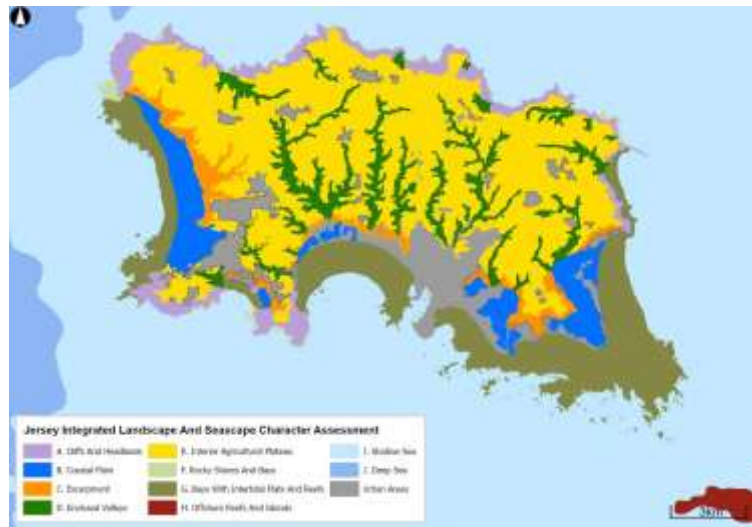 Jersey Integrated Landscape And Seascape Character Assessment
A. Cliffs And Headlands
B. Coastal Plain
C. Escarpment
D. Enclosed Valleys
E. Interior Agricultural Plateau
F. Rocky Shores And Bays
G. Bays With Intertidal Flats And Reefs
H. Offshore Reefs And Islands
I. Shallow Sea
J. Deep Sea
Urban Areas
3km